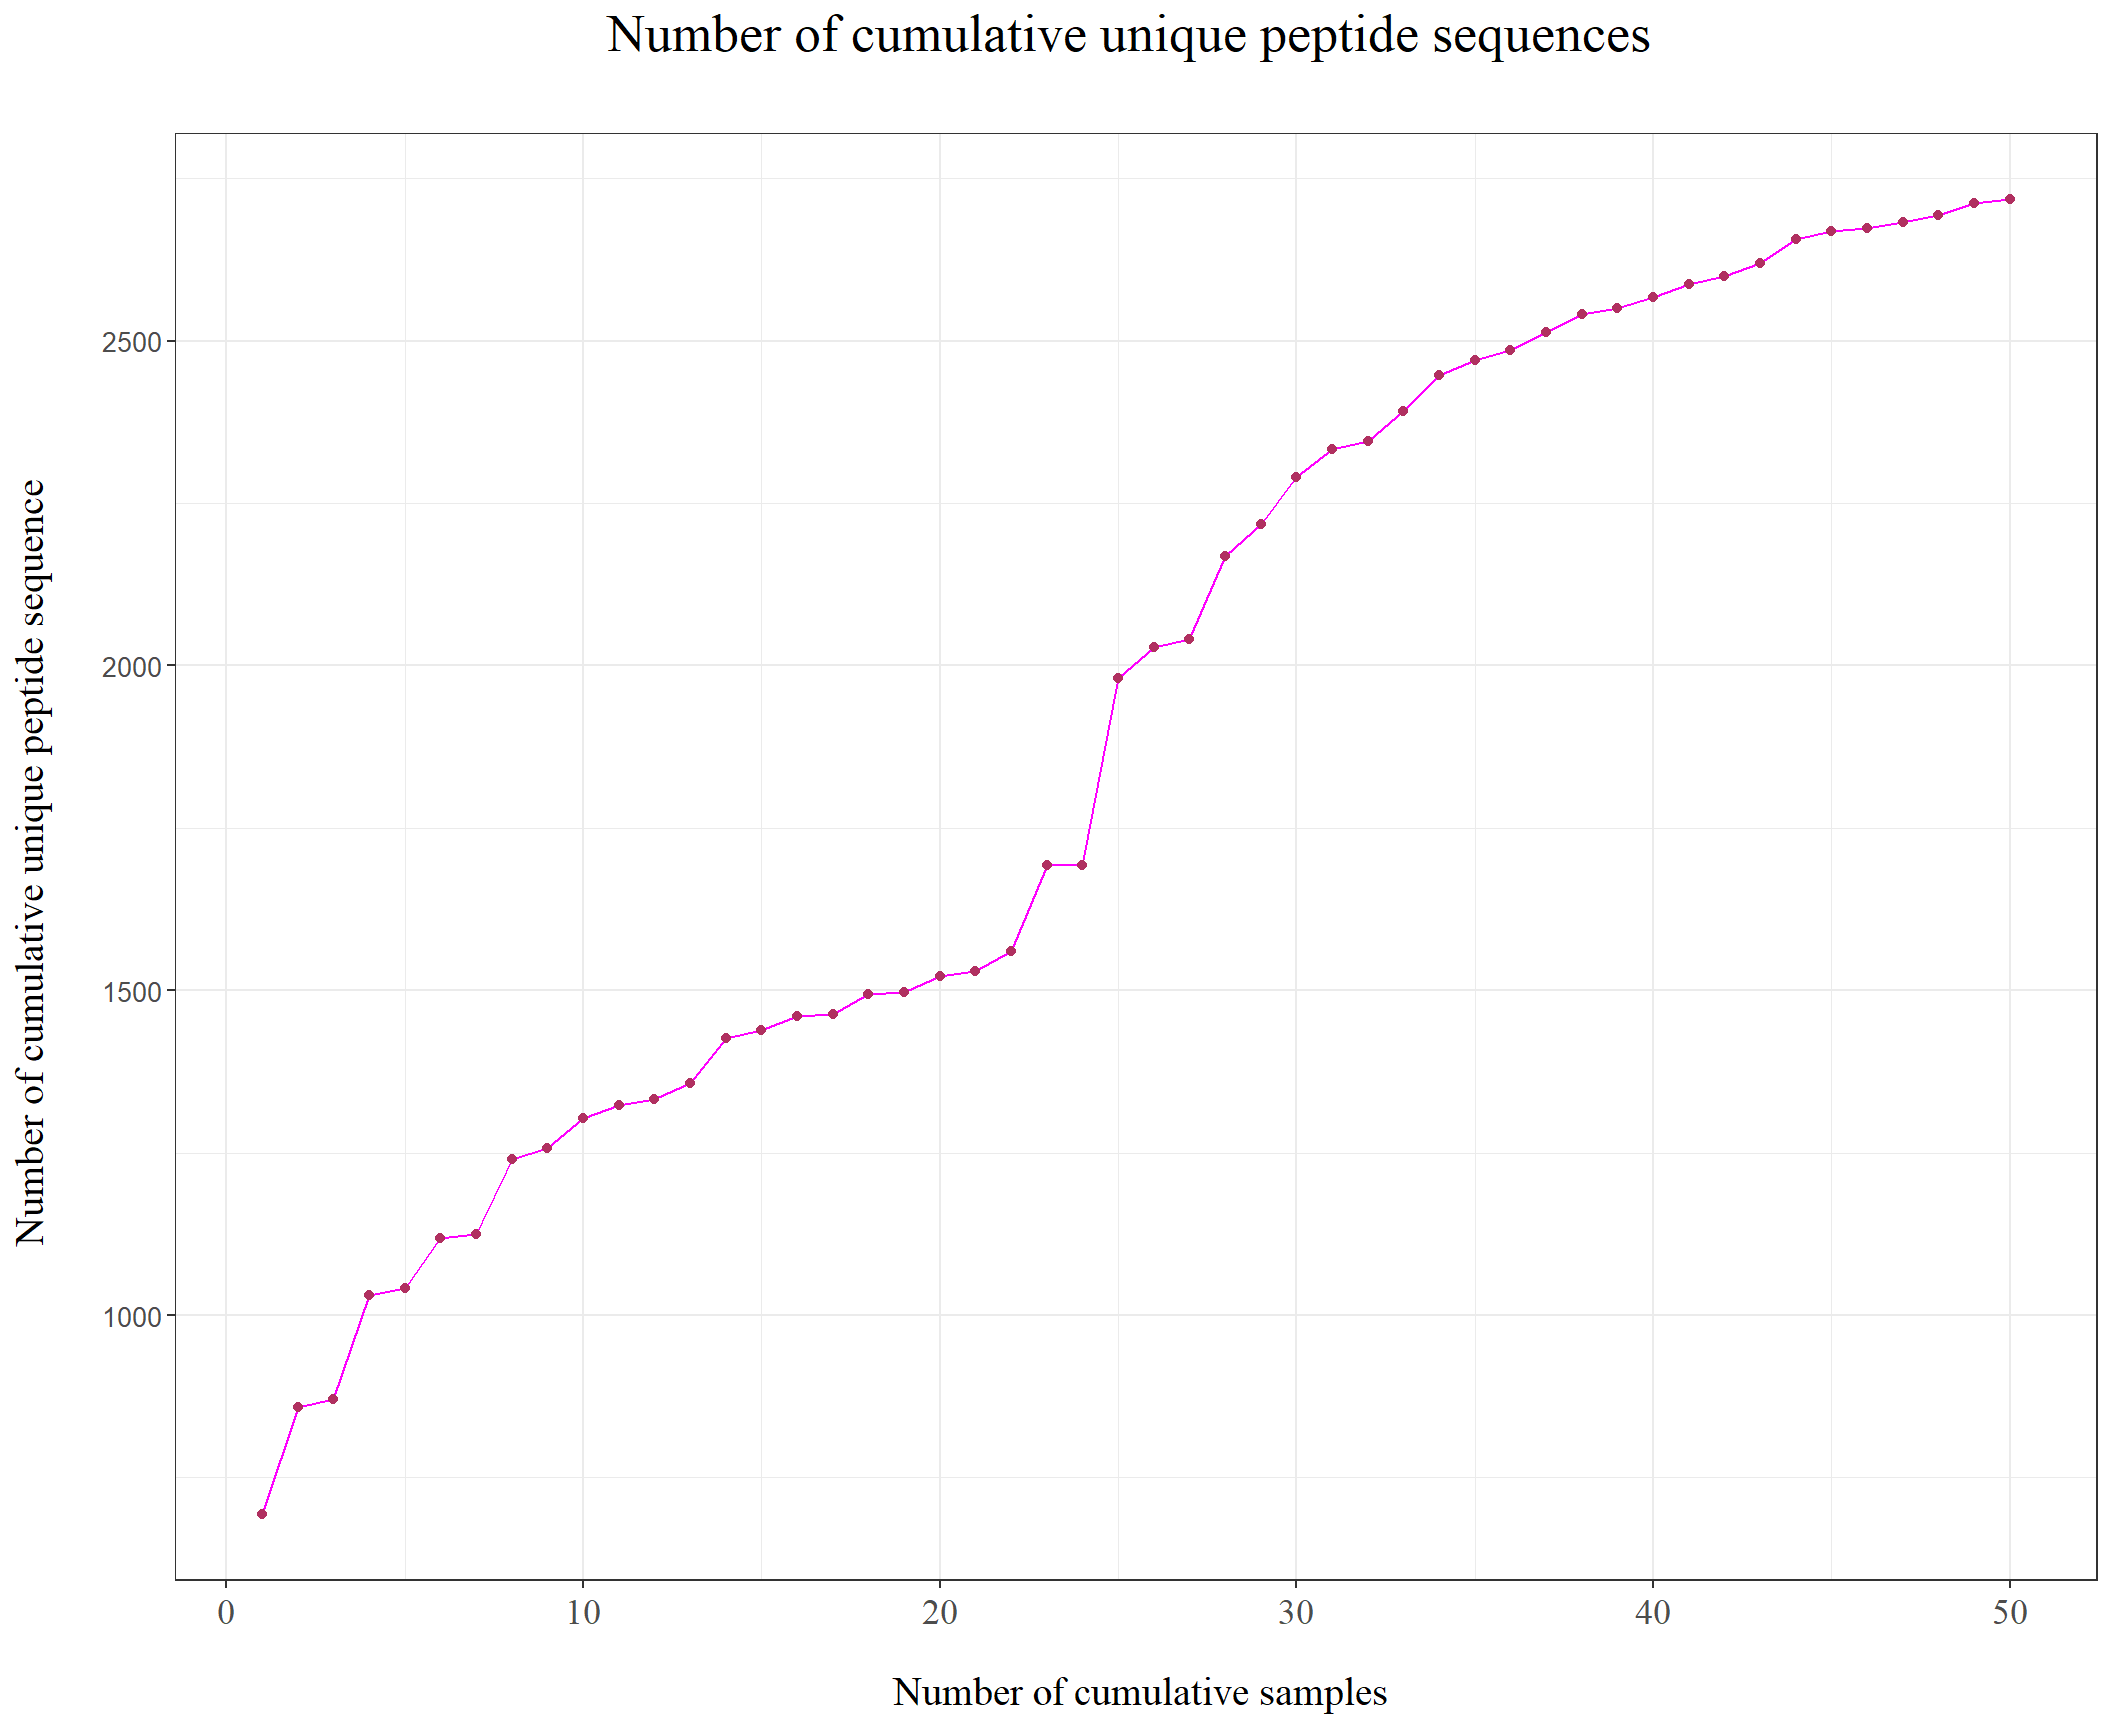 Number of cumulative unique peptide sequences
Number of cumulative unique peptide sequence
2500
2000
1500
1000
0 10 20 30 40 50
Number of cumulative samples